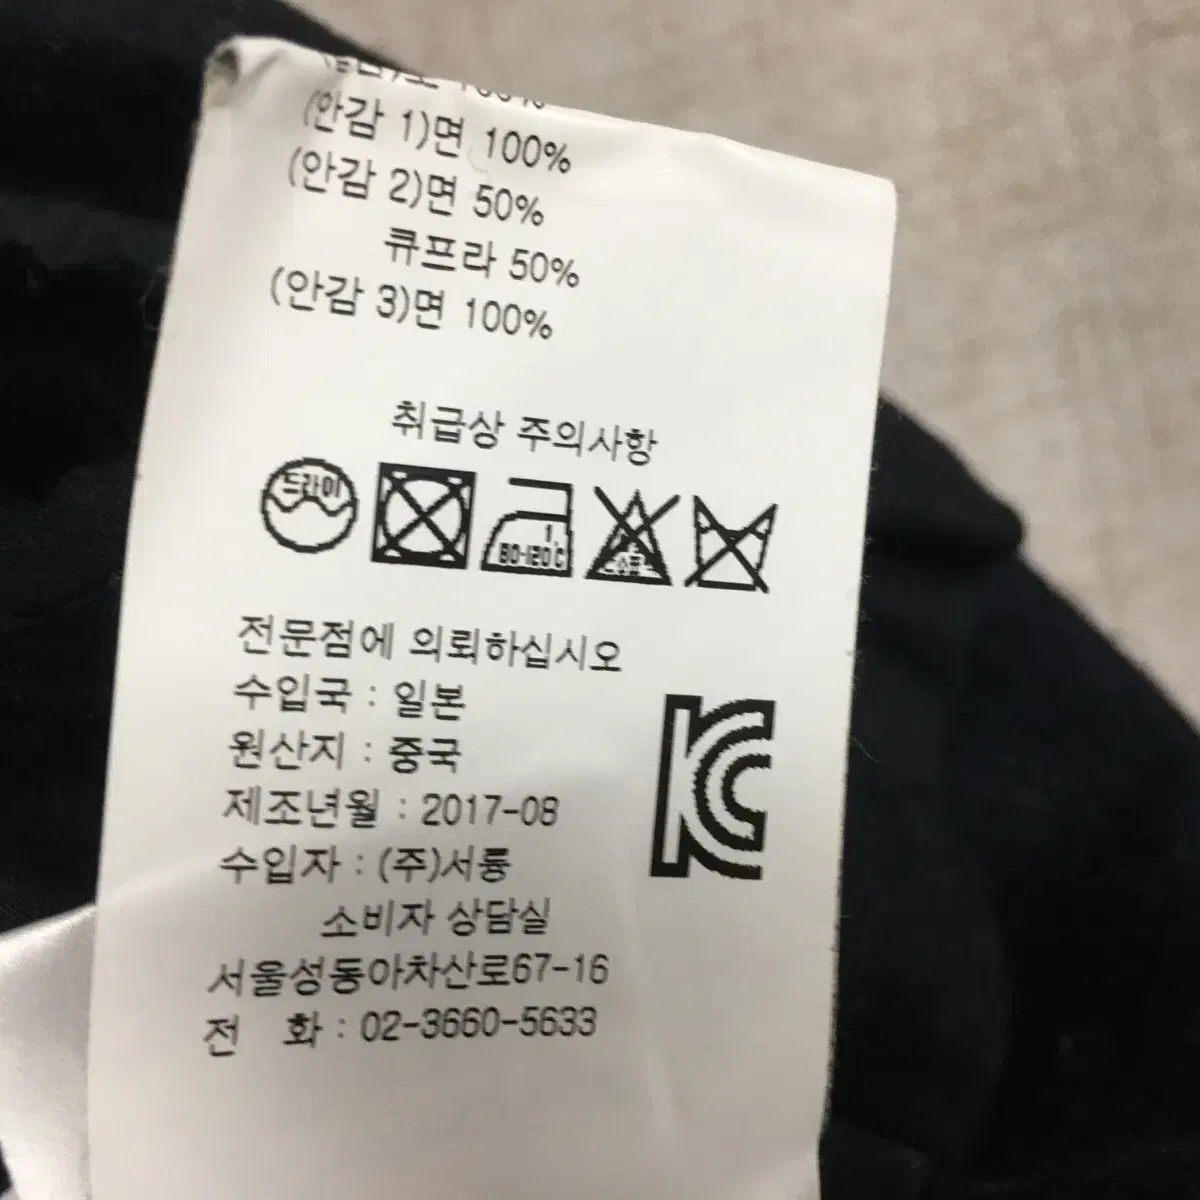 (안감 1)면 100%
(안감 2)면 50%
큐프라 50%
(안감 3)면 100%
취급상 주의사항
드라이
1.
80-120℃
전문점에 의뢰하십시오
수입국 : 일본
원산지 : 중국
제조년월 : 2017-08
수입자 : (주)서륭
소비자 상담실
서울성동아차산로67-16
전 화 : 02-3660-5633